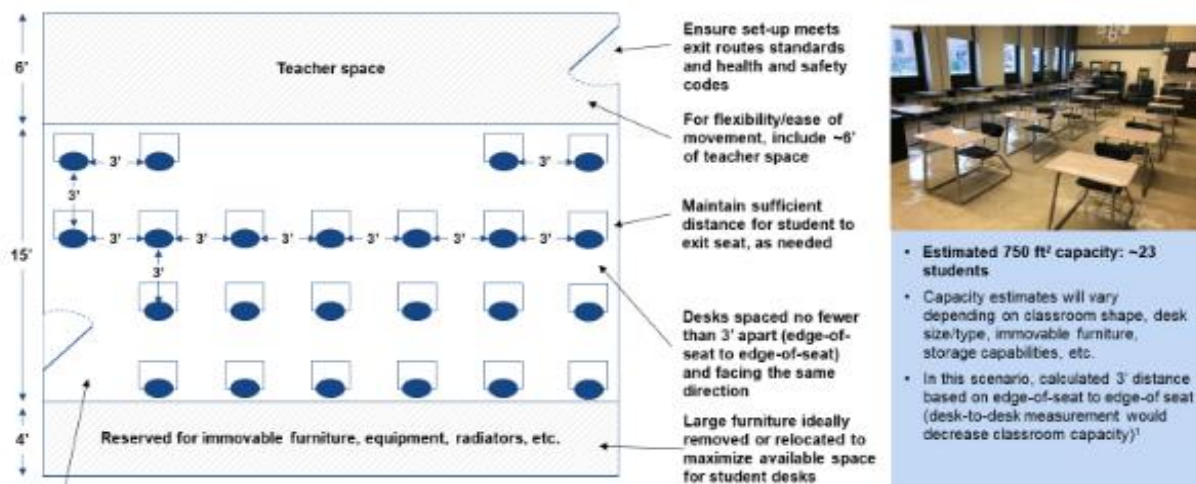 6'
Teacher space
15'
3'
3'
3'
3'
3'
3'
3'
3'
3'
3'
4'
Reserved for immovable furniture, equipment, radiators, etc.
Ensure set-up meets
exit routes standards
and health and safety
codes
For flexibility/ease of
movement, include ~6'
of teacher space
Maintain sufficient
distance for student to
exit seat, as needed
Desks spaced no fewer
than 3' apart (edge-of-
seat to edge-of-seat)
and facing the same
direction
Large furniture ideally
removed or relocated to
maximize available space
for student desks
• Estimated 750 ft² capacity: ~23
students
• Capacity estimates will vary
depending on classroom shape, desk
size/type, immovable furniture,
storage capabilities, etc.
• In this scenario, calculated 3' distance
based on edge-of-seat to edge-of seat
(desk-to-desk measurement would
decrease classroom capacity)¹